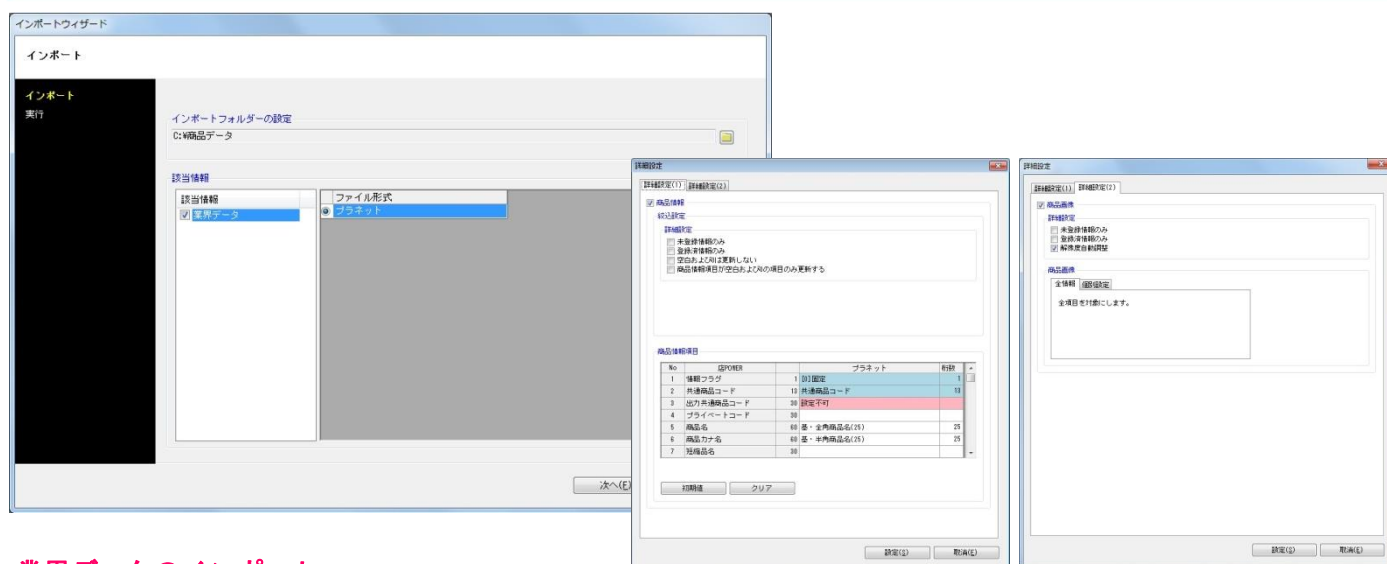 インポートウィザード
インポート
インポート
実行
インポートフォルダーの設定
C:¥商品データ
該当情報
該当情報
業界データ
ファイル形式
プラネット
次へ(F)
詳細設定
詳細設定(1) 詳細設定(2)
商品情報
絞込設定
詳細設定
未登録情報のみ
登録済情報のみ
空白および0は更新しない
商品情報項目が空白および0の項目のみ更新する
商品情報項目
No 店POWER プラネット 桁数
1 情報フラグ 1 [0]固定 1
2 共通商品コード 13 共通商品コード 13
3 出力共通商品コード 30 設定不可
4 プライベートコード 30
5 商品名 60 基・全角商品名(25) 25
6 商品カナ名 60 基・半角商品名(25) 25
7 短縮品名 30
初期値 クリア
設定(S) 取消(E)
詳細設定
詳細設定(1) 詳細設定(2)
商品画像
詳細設定
未登録情報のみ
登録済情報のみ
解像度自動調整
商品画像
全情報 個別設定
全項目を対象にします。
設定(S) 取消(E)
業界データのインポート